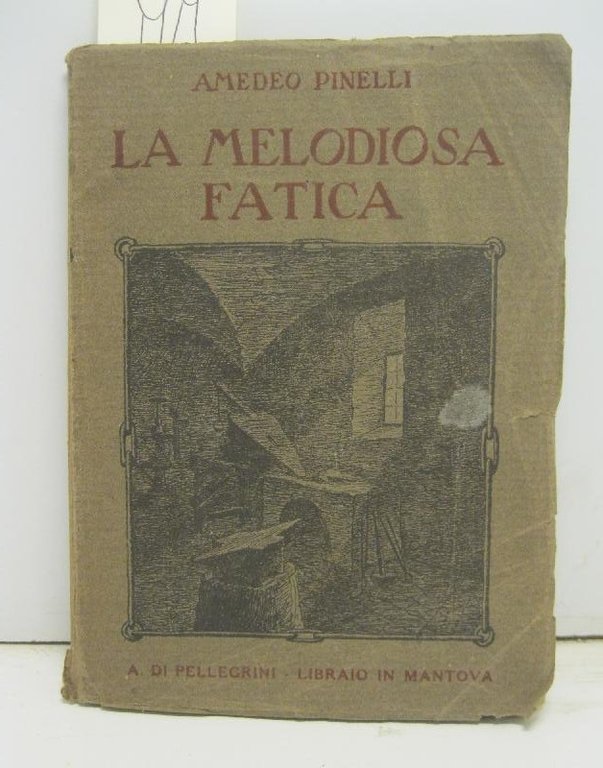 AMEDEO PINELLI
LA MELODIOSA
FATICA
A. DI PELLEGRINI - LIBRAIO IN MANTOVA